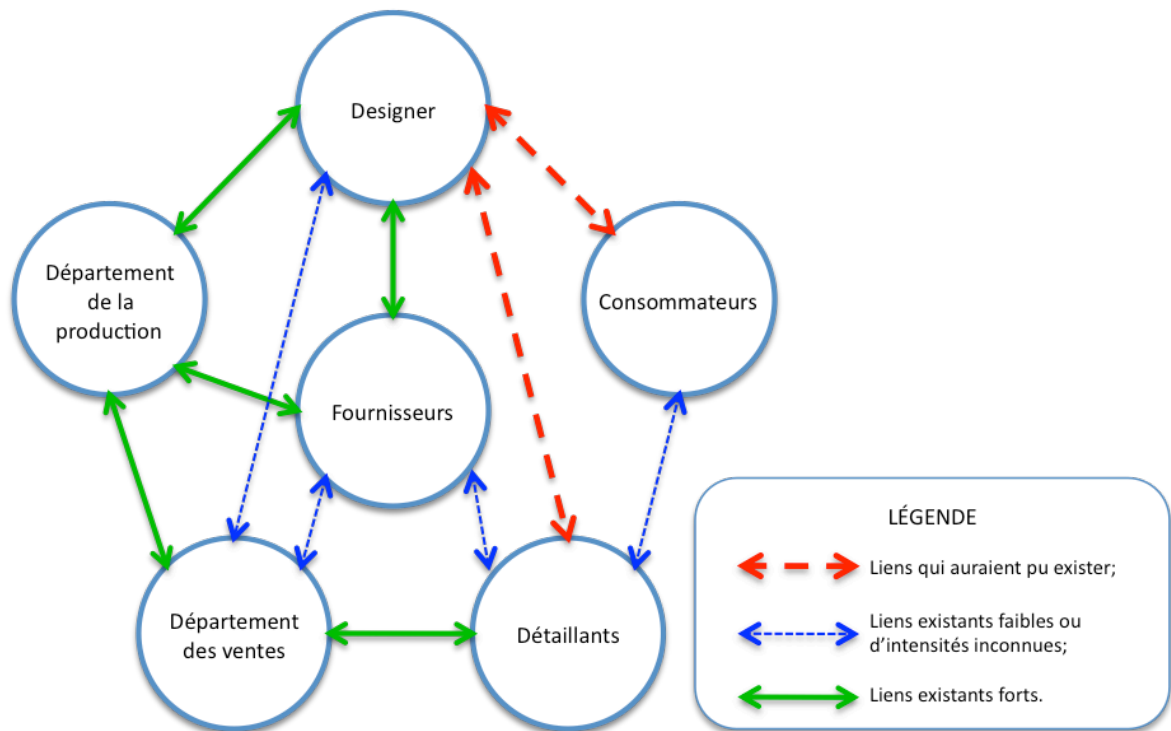 Designer
Département
de la
production
Consommateurs
Fournisseurs
Département
des ventes
Détaillants
LÉGENDE
Liens qui auraient pu exister;
Liens existants faibles ou
d’intensités inconnues;
Liens existants forts.